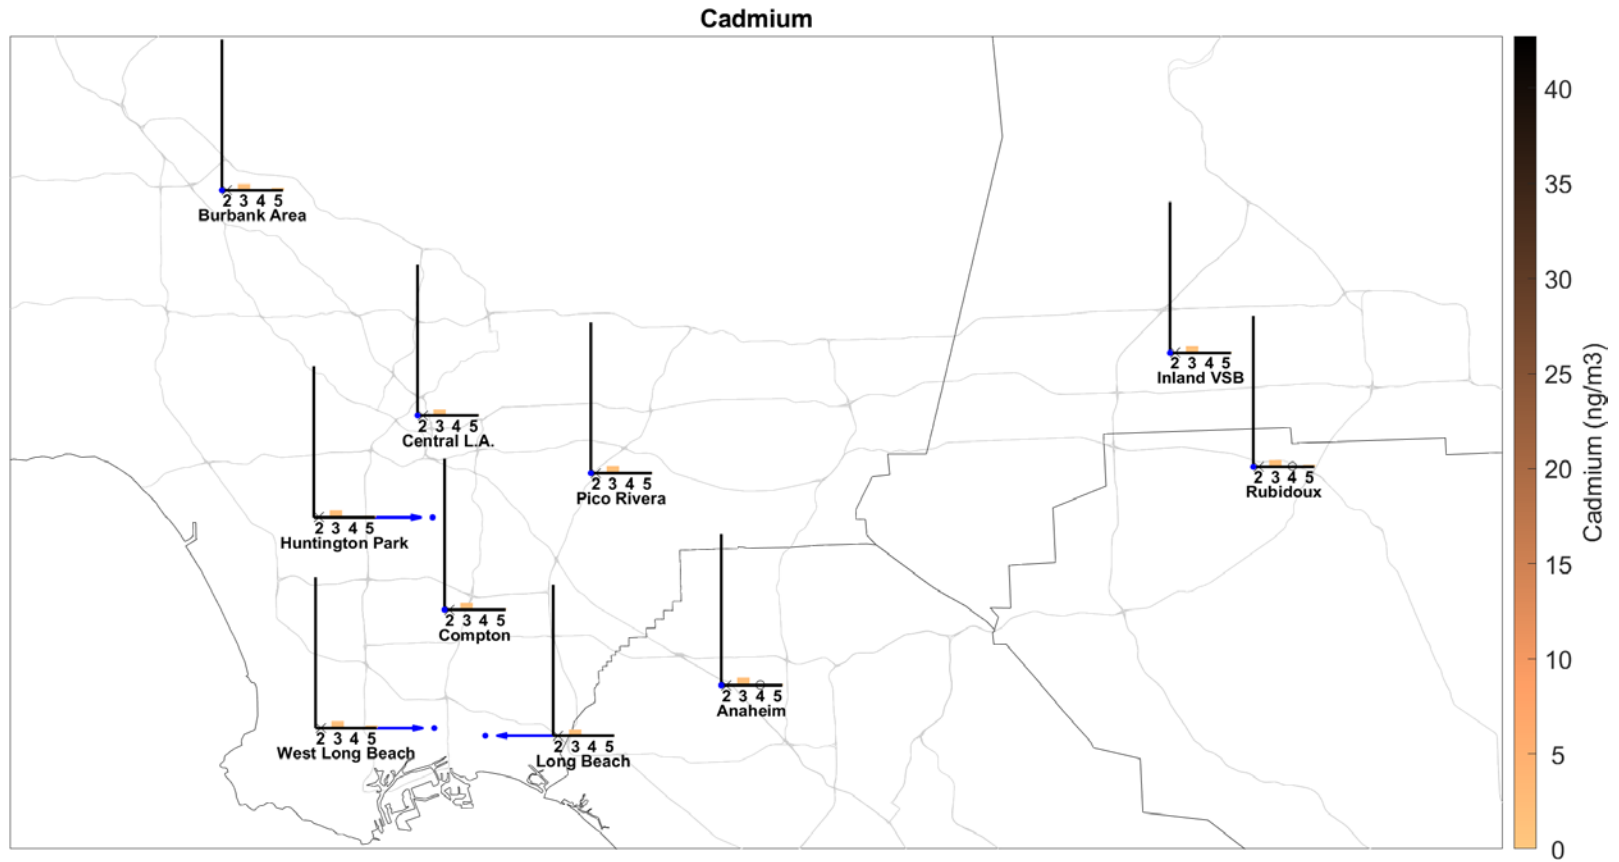 Cadmium
2 3 4 5
Burbank Area
2 3 4 5
Central L.A.
2 3 4 5
Pico Rivera
2 3 4 5
Huntington Park
2 3 4 5
Compton
2 3 4 5
West Long Beach
2 3 4 5
Long Beach
2 3 4 5
Anaheim
2 3 4 5
Inland VSB
2 3 4 5
Rubidoux
40
35
30
25
20
15
10
5
0
Cadmium (ng/m3)